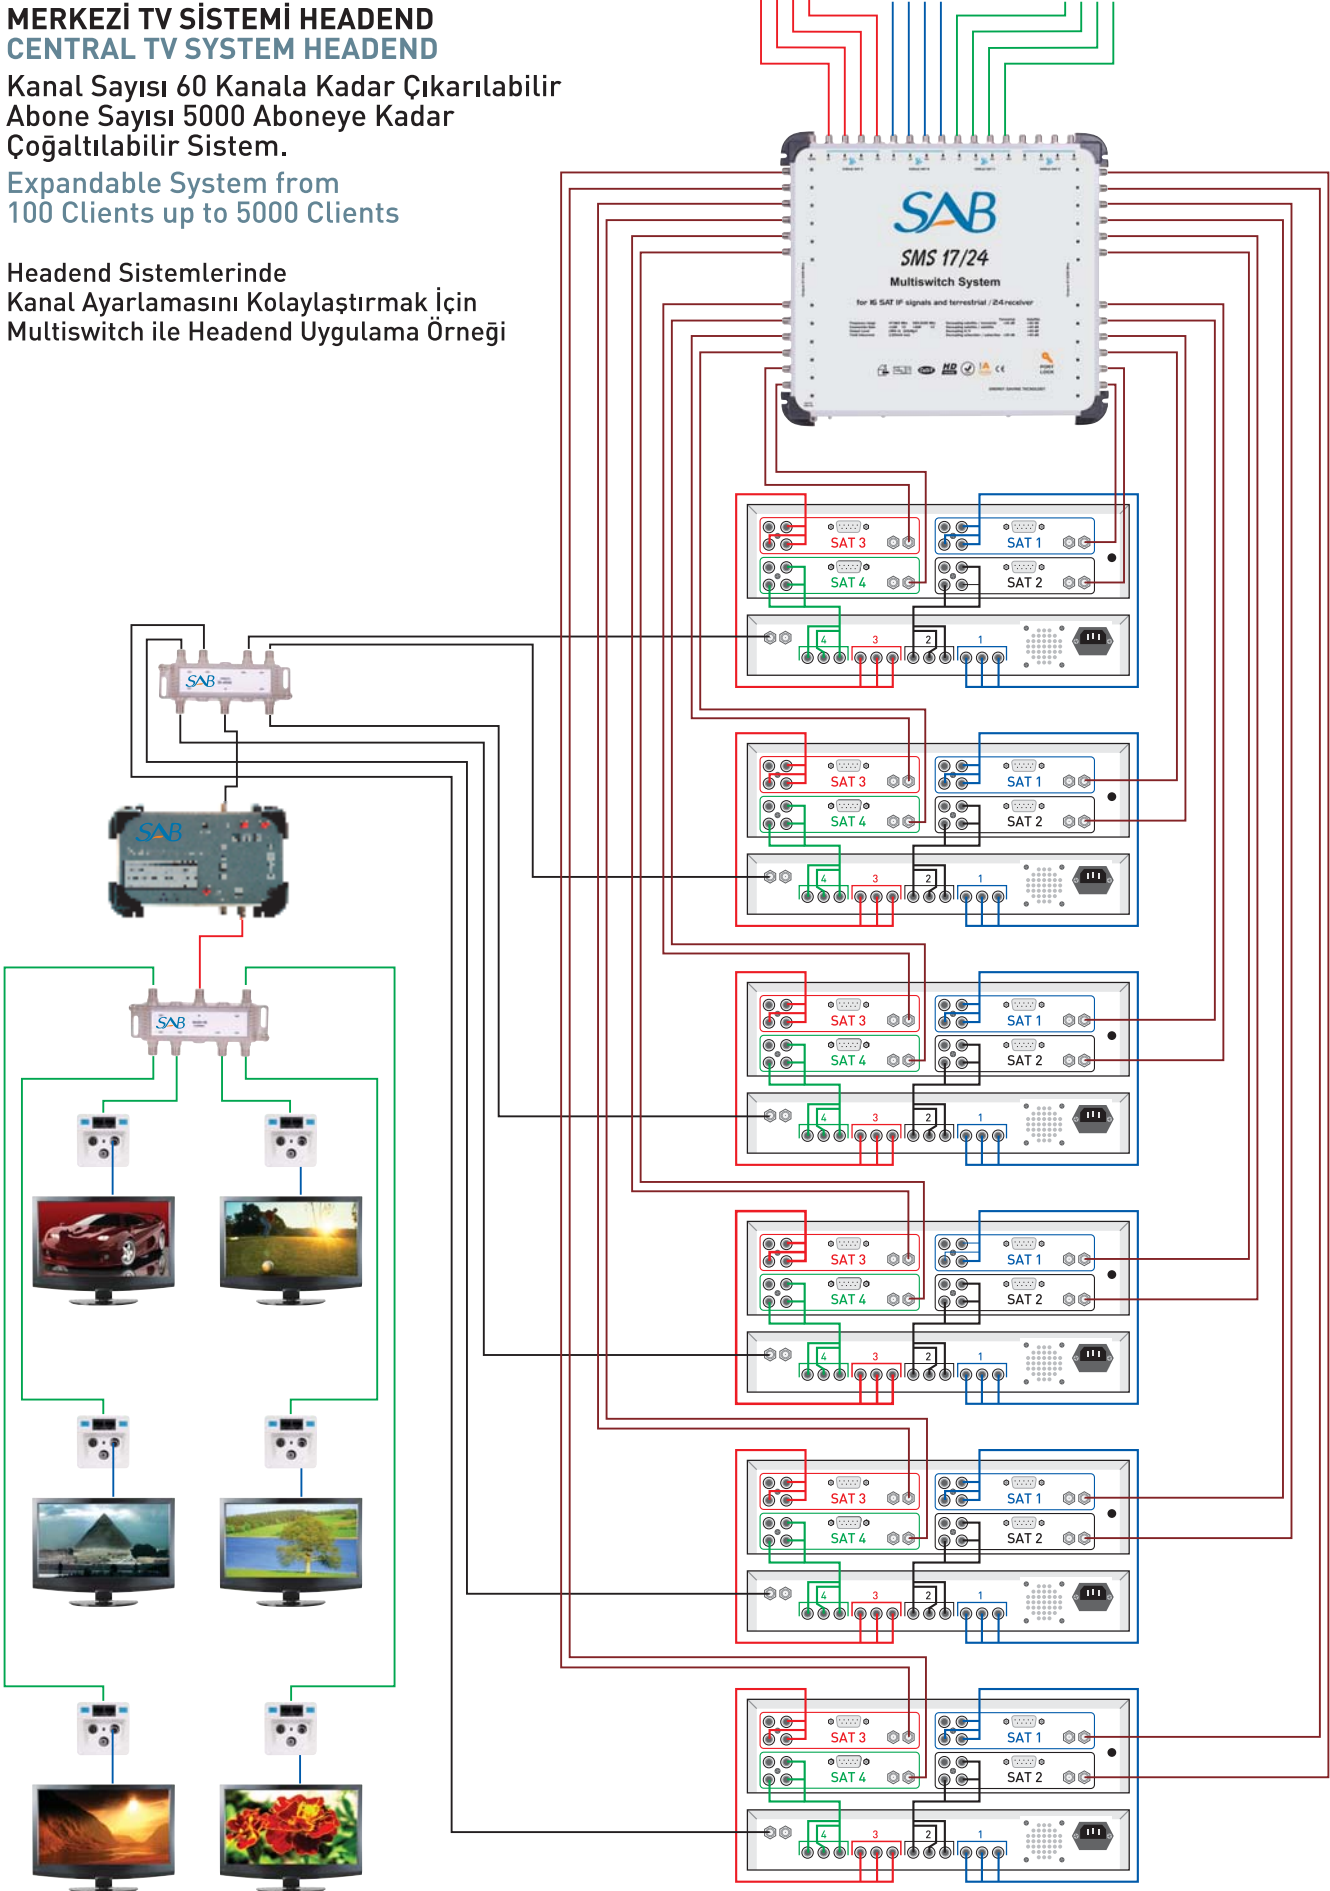 MERKEZİ TV SİSTEMİ HEADEND
CENTRAL TV SYSTEM HEADEND
Kanal Sayısı 60 Kanala Kadar Çıkarılabilir
Abone Sayısı 5000 Aboneye Kadar
Çoğaltılabilir Sistem.
Expandable System from
100 Clients up to 5000 Clients
Headend Sistemlerinde
Kanal Ayarlamasını Kolaylaştırmak İçin
Multiswitch ile Headend Uygulama Örneği
SAB
SMS 17/24
Multiswitch System
for 16 SAT IF signals and terrestrial / 24 receiver
HD
PORT
LOCK
SAT 3 SAT 1
SAT 4 SAT 2
4 3 2 1
SAB
SAT 3 SAT 1
SAT 4 SAT 2
SAB
4 3 2 1
SAT 3 SAT 1
SAB
SAT 4 SAT 2
4 3 2 1
SAT 3 SAT 1
SAT 4 SAT 2
4 3 2 1
SAT 3 SAT 1
SAT 4 SAT 2
4 3 2 1
SAT 3 SAT 1
SAT 4 SAT 2
4 3 2 1